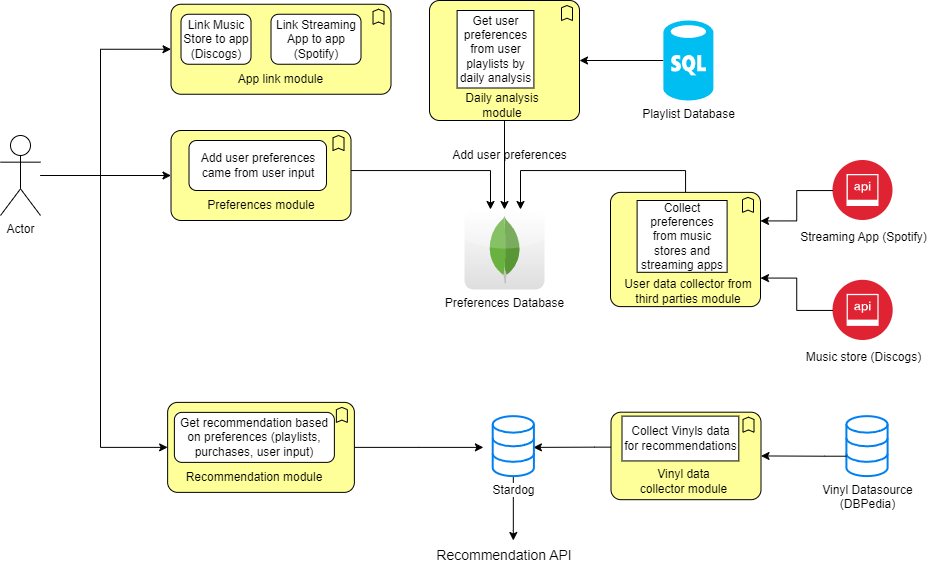 Link Music
Store to app
(Discogs)
Link Streaming
App to app
(Spotify)
App link module
Get user
preferences
from user
playlists by
daily analysis
Daily analysis
module
SQL
Playlist Database
Actor
Add user preferences
came from user input
Preferences module
Add user preferences
Preferences Database
Collect
preferences
from music
stores and
streaming apps
User data collector from
third parties module
api
Streaming App (Spotify)
api
Music store (Discogs)
Get recommendation based
on preferences (playlists,
purchases, user input)
Recommendation module
Stardog
Collect Vinyls data
for recommendations
Vinyl data
collector module
Vinyl Datasource
(DBPedia)
Recommendation API